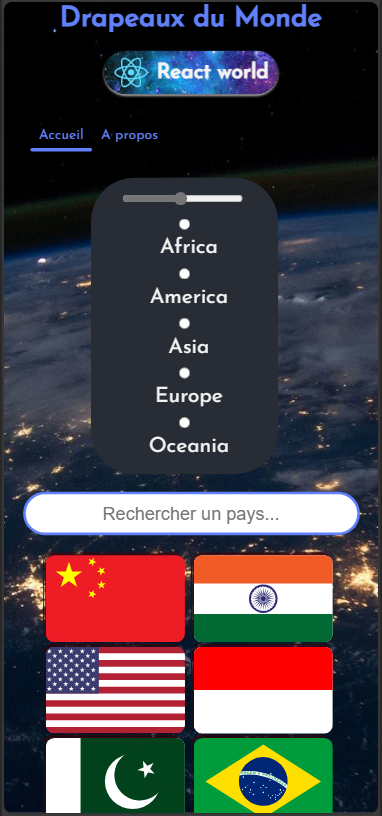 Drapeaux du Monde
React world
Accueil A propos
Africa
America
Asia
Europe
Oceania
Rechercher un pays...